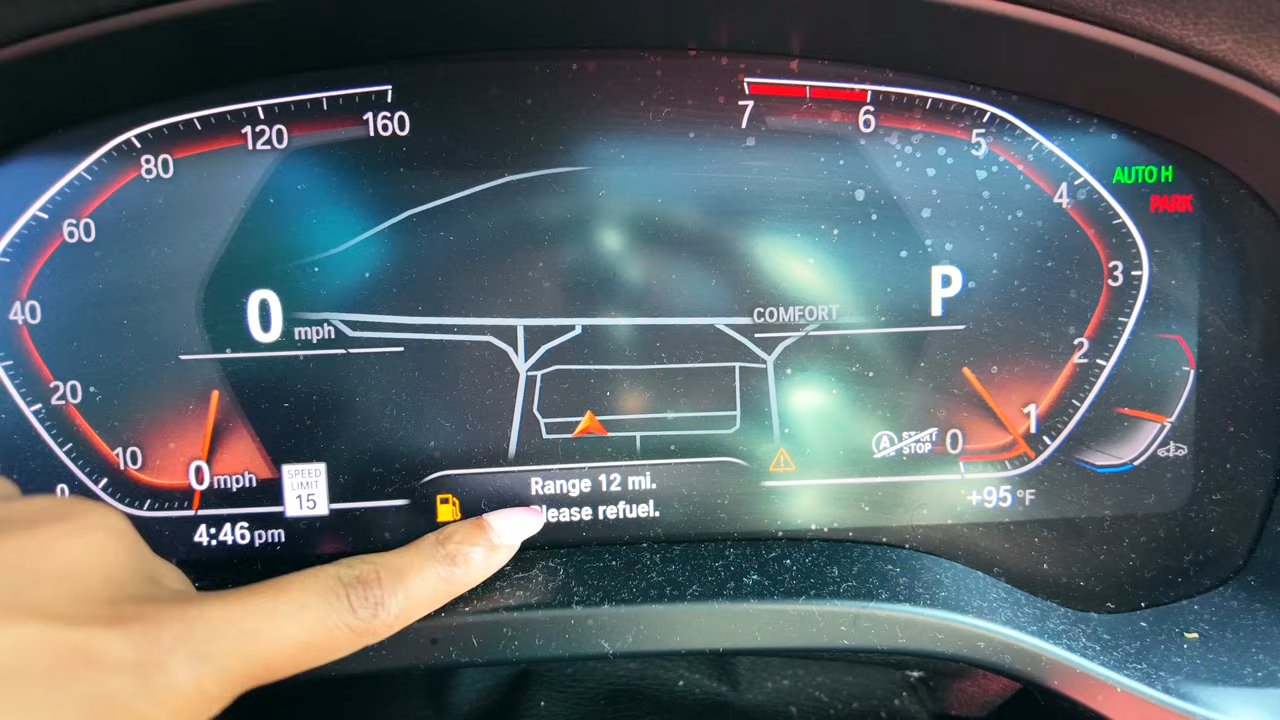 160
120
80
60
40
20
10
0
0 mph
0 mph
SPEED
LIMIT
15
4:46 pm
COMFORT
Range 12 mi.
Please refuel.
7
6
5
4
3
2
1
0
P
A
START
STOP
+95 °F
AUTO H
PARK